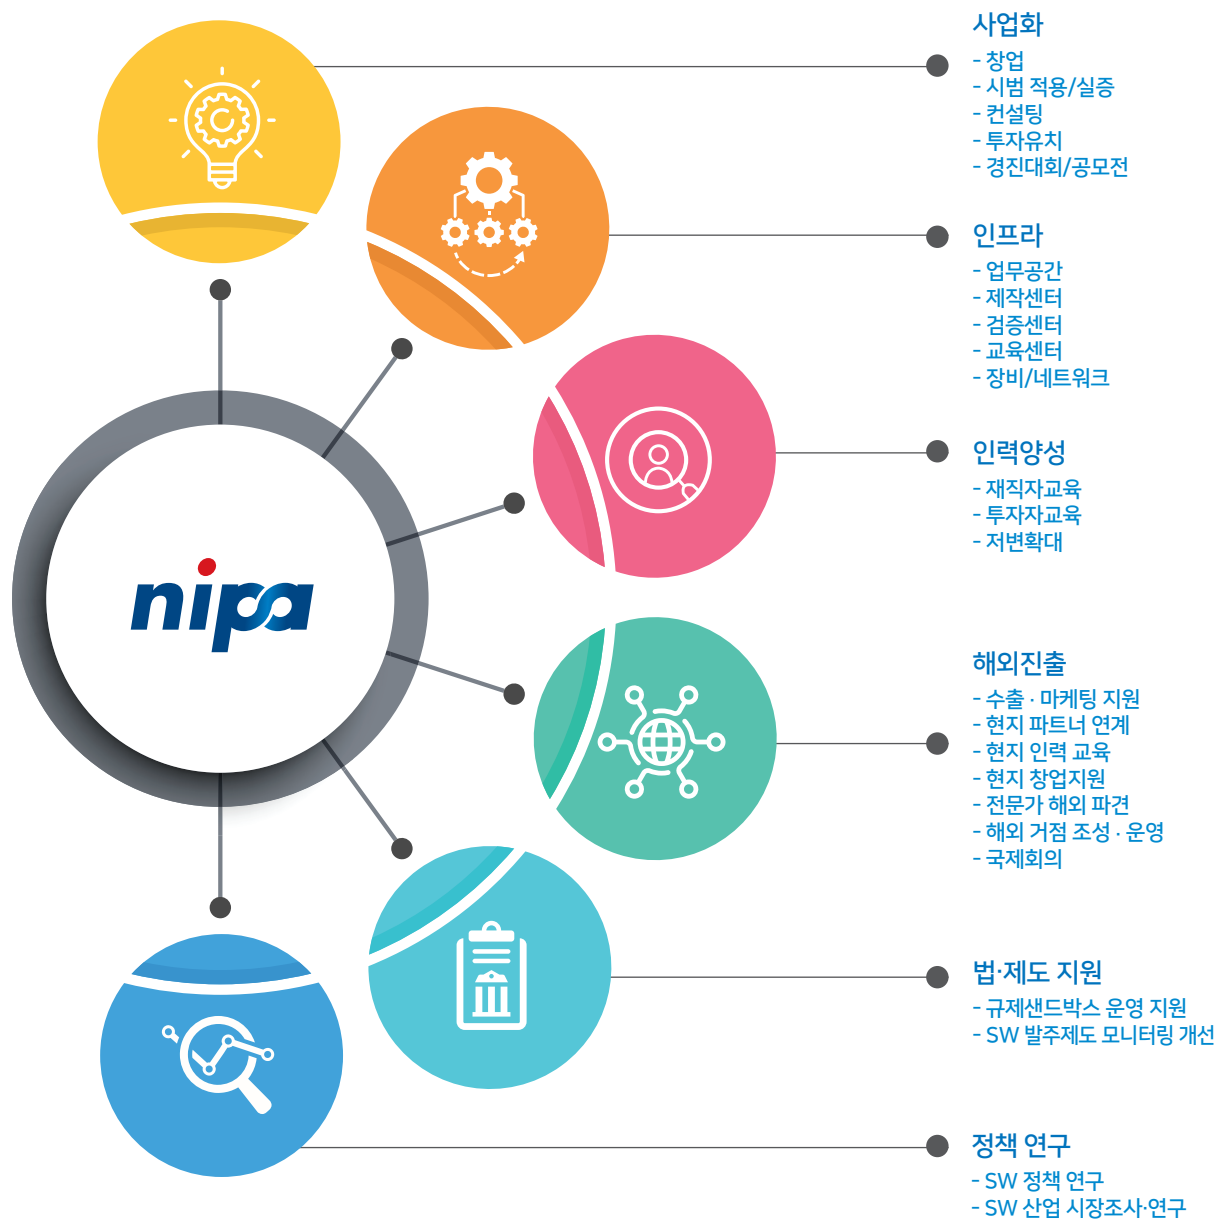 사업화
- 창업
- 시범 적용/실증
- 컨설팅
- 투자유치
- 경진대회/공모전
인프라
- 업무공간
- 제작센터
- 검증센터
- 교육센터
- 장비/네트워크
인력양성
- 재직자교육
- 투자자교육
- 저변확대
nipa
해외진출
- 수출 · 마케팅 지원
- 현지 파트너 연계
- 현지 인력 교육
- 현지 창업지원
- 전문가 해외 파견
- 해외 거점 조성 · 운영
- 국제회의
법·제도 지원
- 규제샌드박스 운영 지원
- SW 발주제도 모니터링 개선
정책 연구
- SW 정책 연구
- SW 산업 시장조사·연구